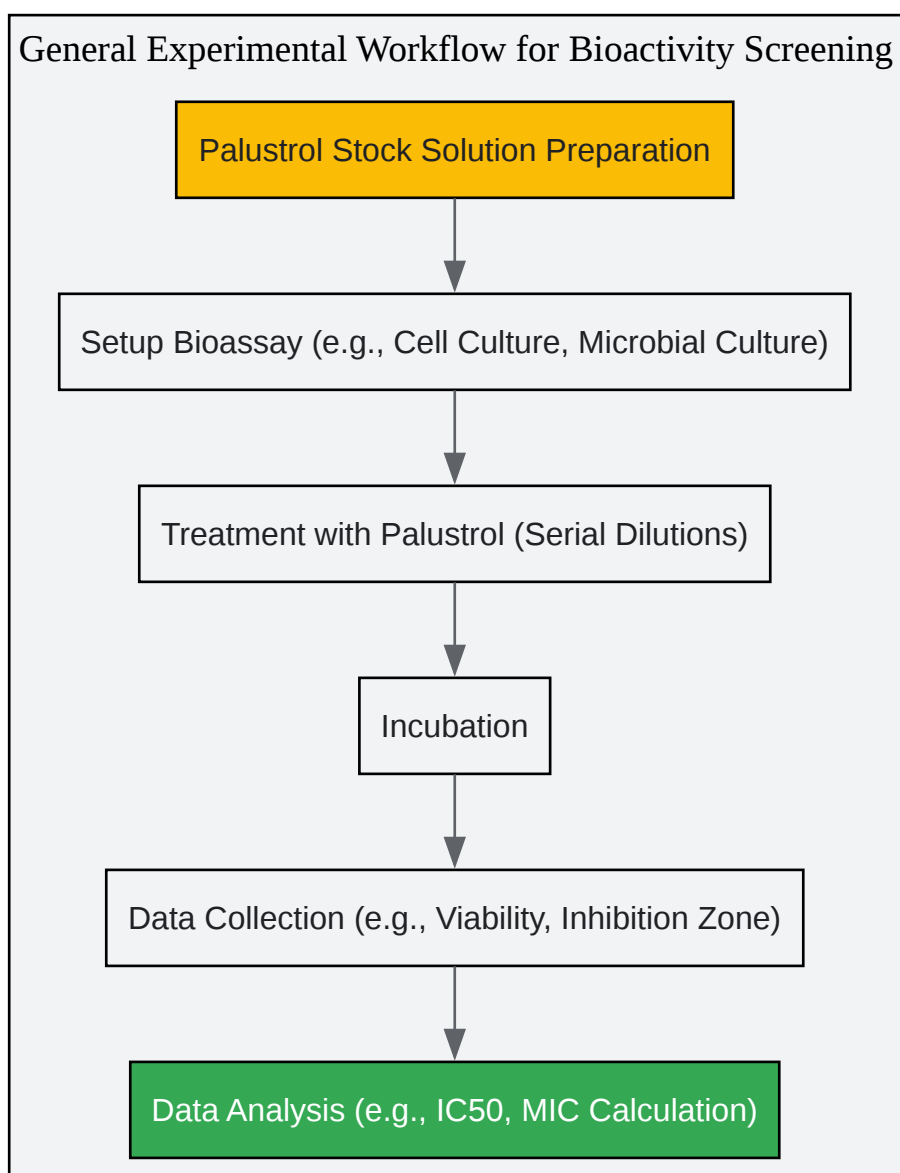 General Experimental Workflow for Bioactivity Screening
Palustrol Stock Solution Preparation
Setup Bioassay (e.g., Cell Culture, Microbial Culture)
Treatment with Palustrol (Serial Dilutions)
Incubation
Data Collection (e.g., Viability, Inhibition Zone)
Data Analysis (e.g., IC50, MIC Calculation)